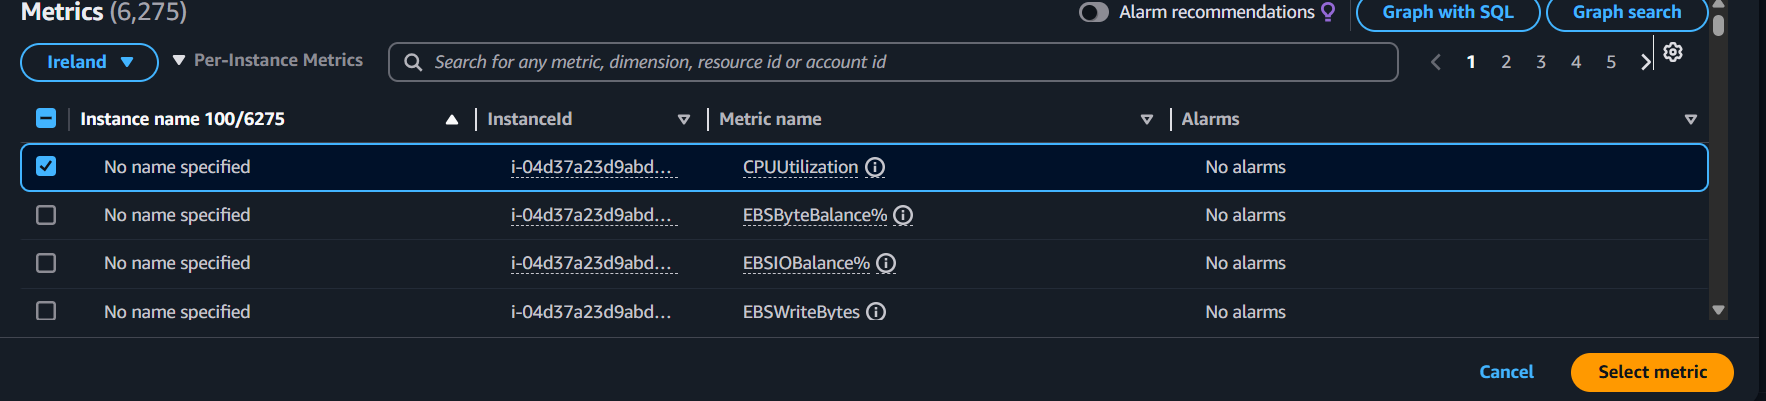 Metrics (6,275)
Alarm recommendations
Graph with SQL
Graph search
Ireland
Per-Instance Metrics
Search for any metric, dimension, resource id or account id
1 2 3 4 5
Instance name 100/6275 InstanceId Metric name Alarms
No name specified i-04d37a23d9abd... CPUUtilization No alarms
No name specified i-04d37a23d9abd... EBSByteBalance% No alarms
No name specified i-04d37a23d9abd... EBSIOBalance% No alarms
No name specified i-04d37a23d9abd... EBSWriteBytes No alarms
Cancel Select metric